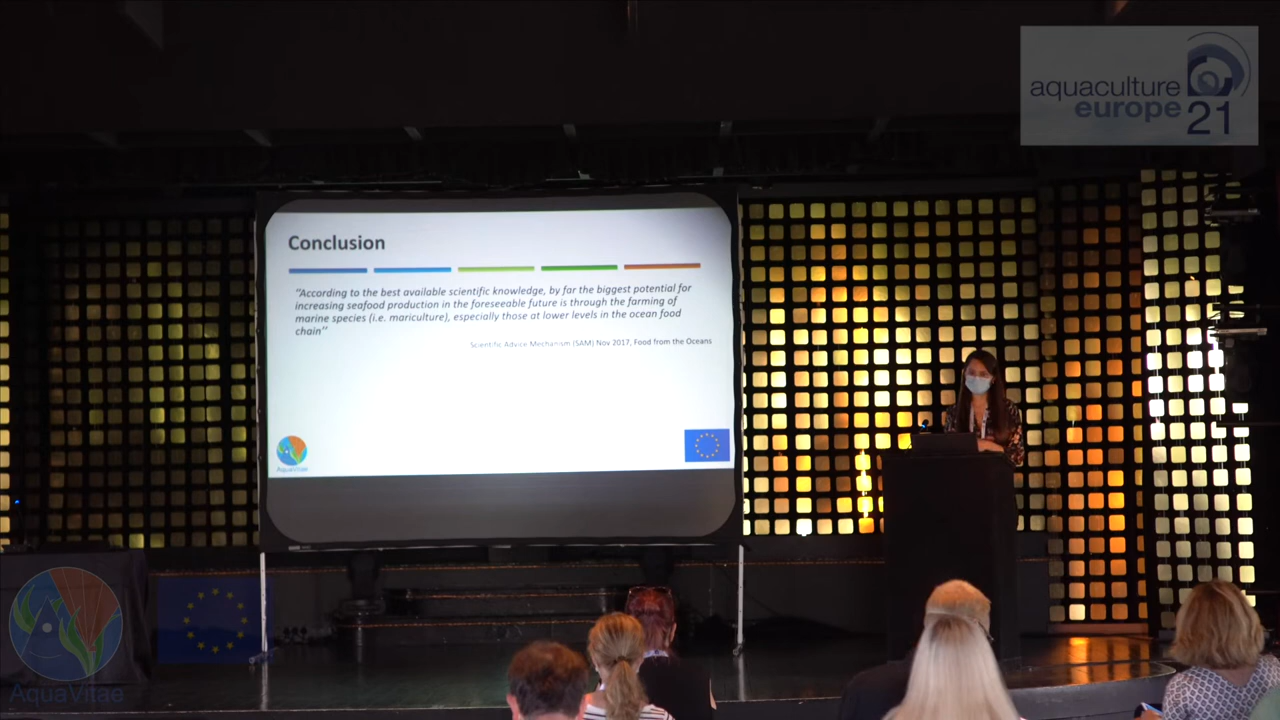 aquaculture
europe
21
Conclusion
“According to the best available scientific knowledge, by far the biggest potential for
increasing seafood production in the foreseeable future is through the farming of
marine species (i.e. mariculture), especially those at lower levels in the ocean food
chain’’
Scientific Advice Mechanism (SAM) Nov 2017, Food from the Oceans
AquaVitae
AquaVitae